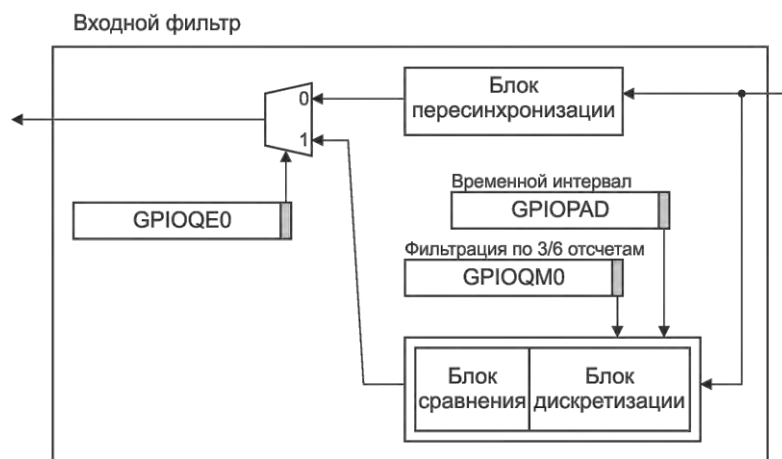 Входной фильтр
Блок
пересинхронизации
0
1
Временной интервал
GPIOPAD
GPIOQE0
Фильтрация по 3/6 отсчетам
GPIOQM0
Блок
сравнения
Блок
дискретизации